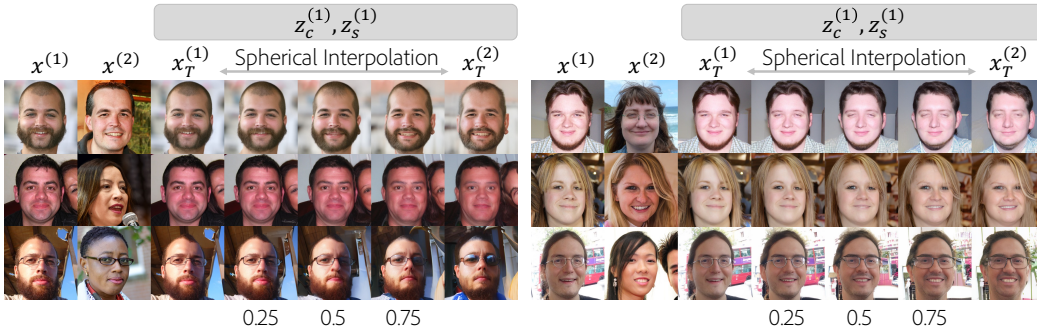 z_c^(1), z_s^(1)
x^(1) x^(2) x_T^(1) Spherical Interpolation x_T^(2)
0.25 0.5 0.75
z_c^(1), z_s^(1)
x^(1) x^(2) x_T^(1) Spherical Interpolation x_T^(2)
0.25 0.5 0.75